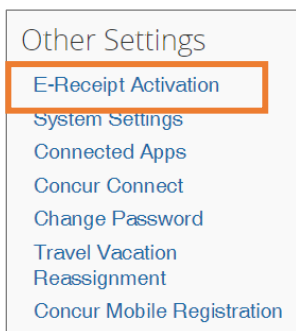 Other Settings
E-Receipt Activation
System Settings
Connected Apps
Concur Connect
Change Password
Travel Vacation
Reassignment
Concur Mobile Registration